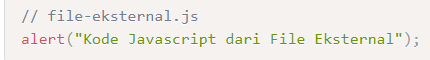 // file-eksternal.js
alert("Kode Javascript dari File Eksternal");